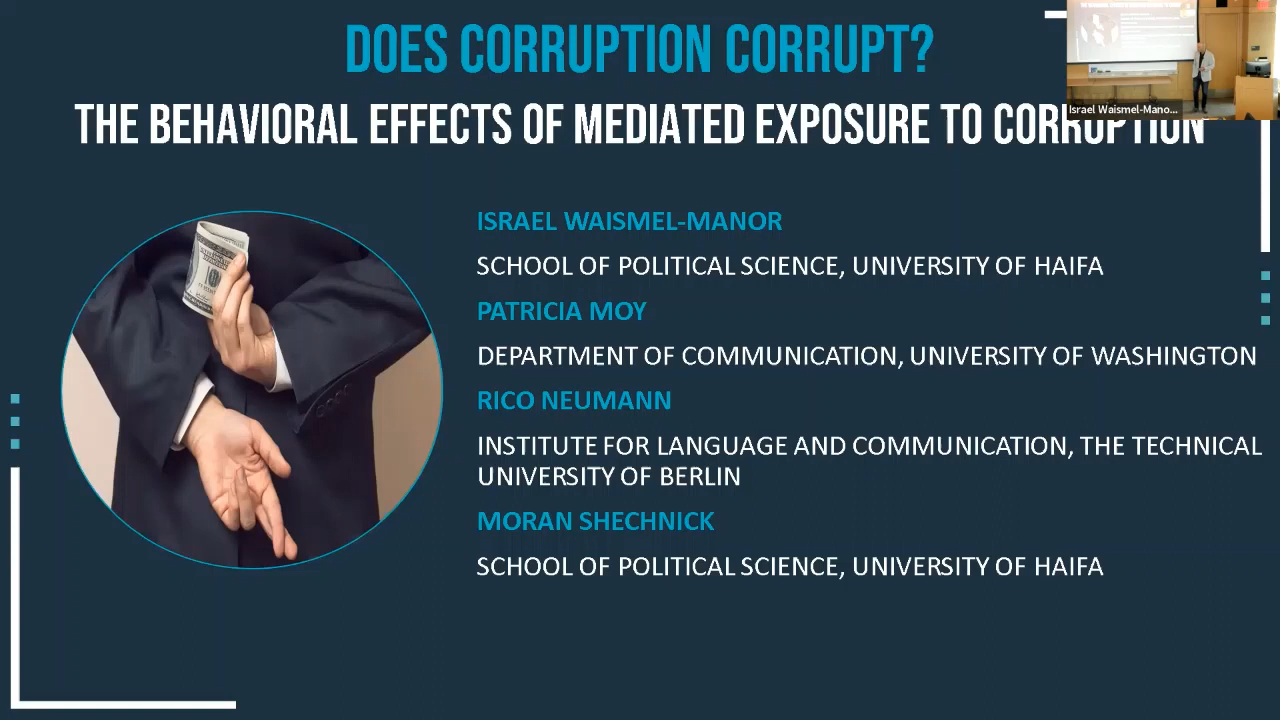 DOES CORRUPTION CORRUPT?
THE BEHAVIORAL EFFECTS OF MEDIATED EXPOSURE TO CORRUPTION
Israel Waismel-Mano...
ISRAEL WAISMEL-MANOR
SCHOOL OF POLITICAL SCIENCE, UNIVERSITY OF HAIFA
PATRICIA MOY
DEPARTMENT OF COMMUNICATION, UNIVERSITY OF WASHINGTON
RICO NEUMANN
INSTITUTE FOR LANGUAGE AND COMMUNICATION, THE TECHNICAL
UNIVERSITY OF BERLIN
MORAN SHECHNICK
SCHOOL OF POLITICAL SCIENCE, UNIVERSITY OF HAIFA